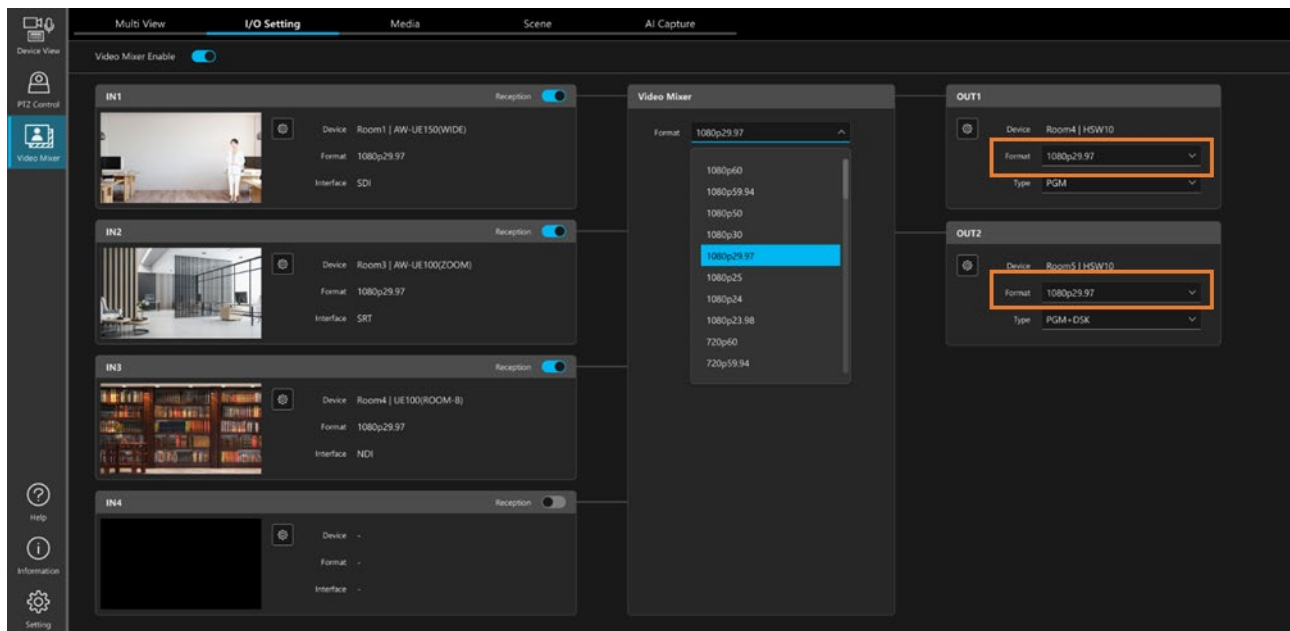 Multi View I/O Setting Media Scene AI Capture
Device View
PTZ Control
Video Mixer
Help
Information
Setting
Video Mixer Enable
IN1 Reception
Device Room1 | AW-UE150(WIDE)
Format 1080p29.97
Interface SDI
IN2 Reception
Device Room3 | AW-UE100(ZOOM)
Format 1080p29.97
Interface SRT
IN3 Reception
Device Room4 | UE100(ROOM-B)
Format 1080p29.97
Interface NDI
IN4 Reception
Device -
Format -
Interface -
Video Mixer
Format 1080p29.97
1080p60
1080p59.94
1080p50
1080p30
1080p29.97
1080p25
1080p24
1080p23.98
720p60
720p59.94
OUT1
Device Room4 | HSW10
Format 1080p29.97
Type PGM
OUT2
Device Room5 | HSW10
Format 1080p29.97
Type PGM+DSK